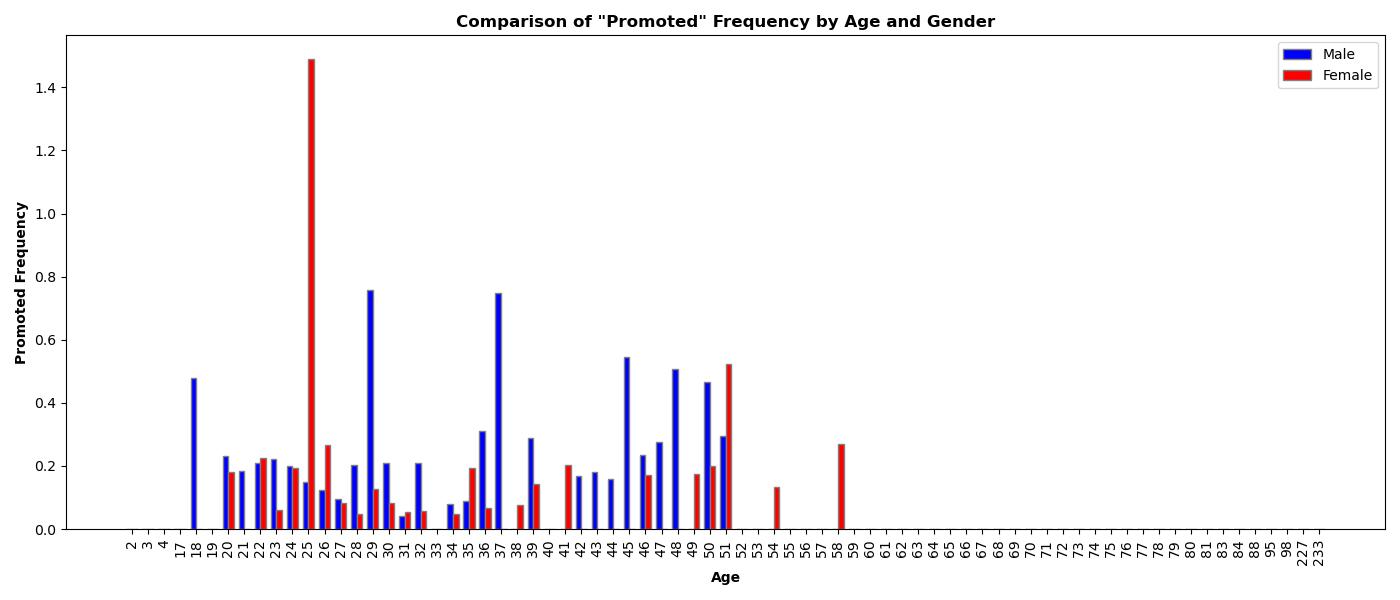 Comparison of "Promoted" Frequency by Age and Gender
Male
Female
Promoted Frequency
1.4
1.2
1.0
0.8
0.6
0.4
0.2
0.0
2 3 4 17 18 19 20 21 22 23 24 25 26 27 28 29 30 31 32 33 34 35 36 37 38 39 40 41 42 43 44 45 46 47 48 49 50 51 52 53 54 55 56 57 58 59 60 61 62 63 64 65 66 67 68 69 70 71 72 73 74 75 76 77 78 79 80 81 83 84 88 95 98 227 233
Age